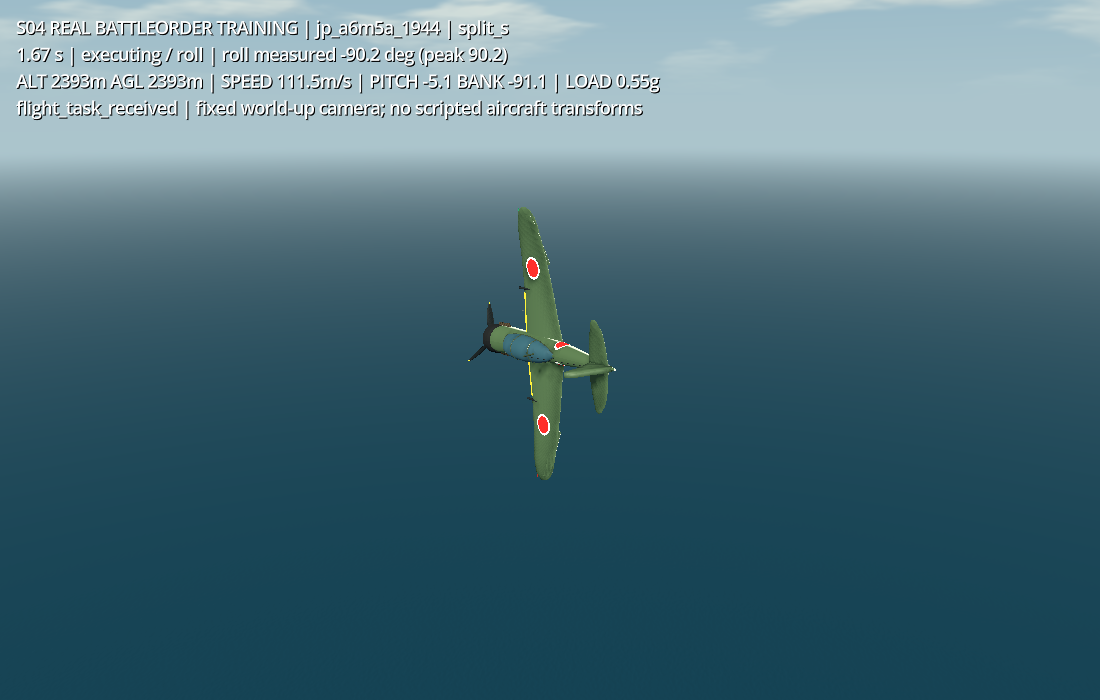 S04 REAL BATTLEORDER TRAINING | jp_a6m5a_1944 | split_s
1.67 s | executing / roll | roll measured -90.2 deg (peak 90.2)
ALT 2393m AGL 2393m | SPEED 111.5m/s | PITCH -5.1 BANK -91.1 | LOAD 0.55g
flight_task_received | fixed world-up camera; no scripted aircraft transforms